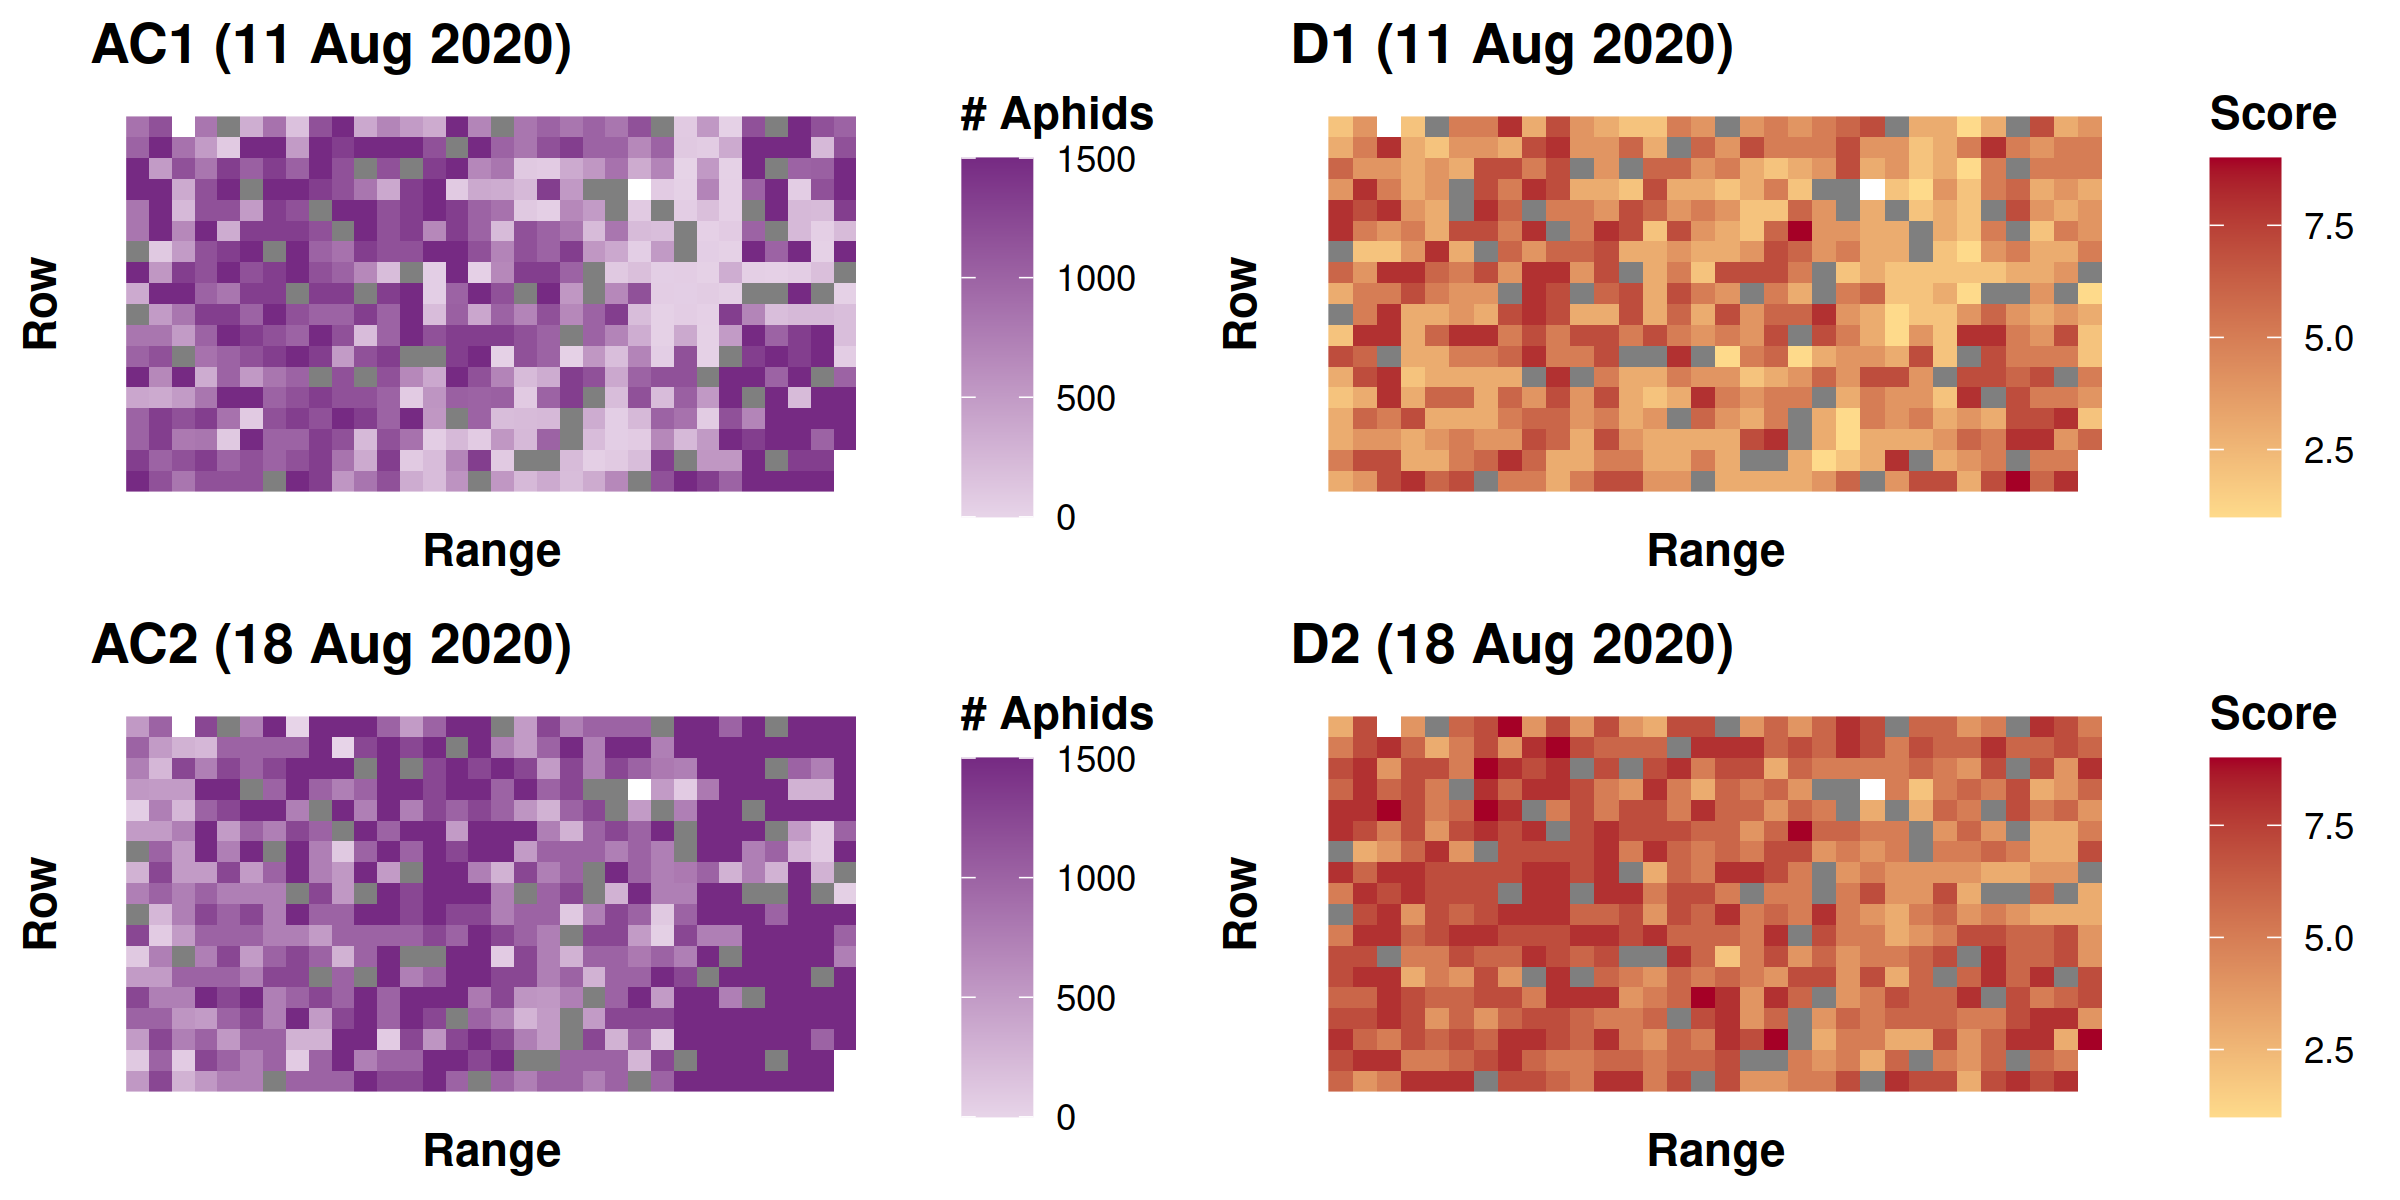 AC1 (11 Aug 2020)
Row
Range
# Aphids
1500
1000
500
0
D1 (11 Aug 2020)
Row
Range
Score
7.5
5.0
2.5
AC2 (18 Aug 2020)
Row
Range
# Aphids
1500
1000
500
0
D2 (18 Aug 2020)
Row
Range
Score
7.5
5.0
2.5